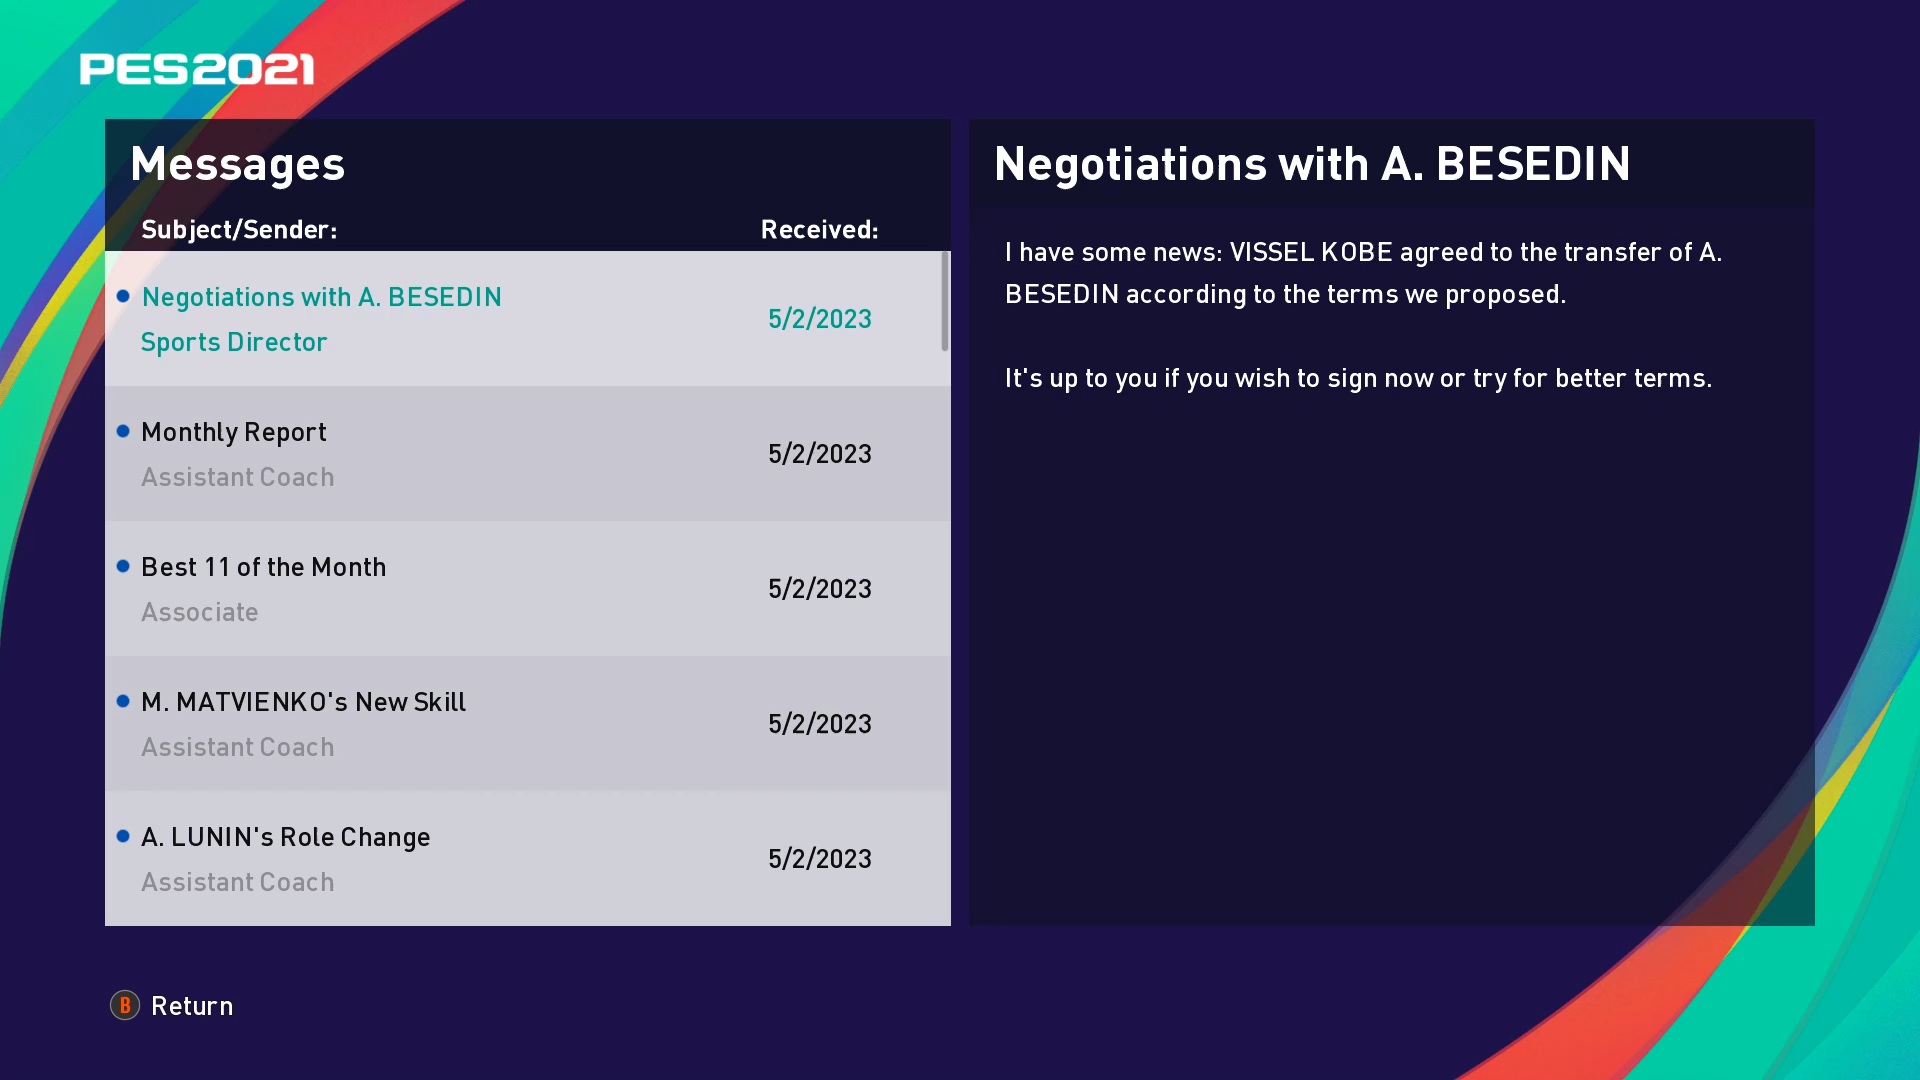 PES2021
Messages
Subject/Sender:
Received:
Negotiations with A. BESEDIN
Sports Director
5/2/2023
Monthly Report
Assistant Coach
5/2/2023
Best 11 of the Month
Associate
5/2/2023
M. MATVIENKO's New Skill
Assistant Coach
5/2/2023
A. LUNIN's Role Change
Assistant Coach
5/2/2023
Negotiations with A. BESEDIN
I have some news: VISSEL KOBE agreed to the transfer of A.
BESEDIN according to the terms we proposed.
It's up to you if you wish to sign now or try for better terms.
B Return